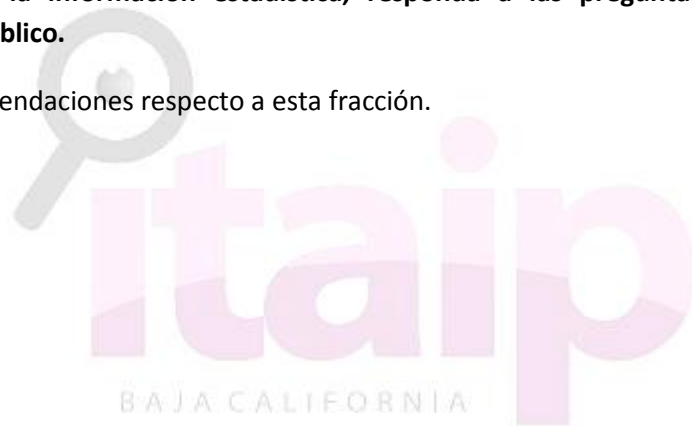 la información estadística, responda a las pregunta
blico.
endaciones respecto a esta fracción.
itaip
BAJA CALIFORNIA